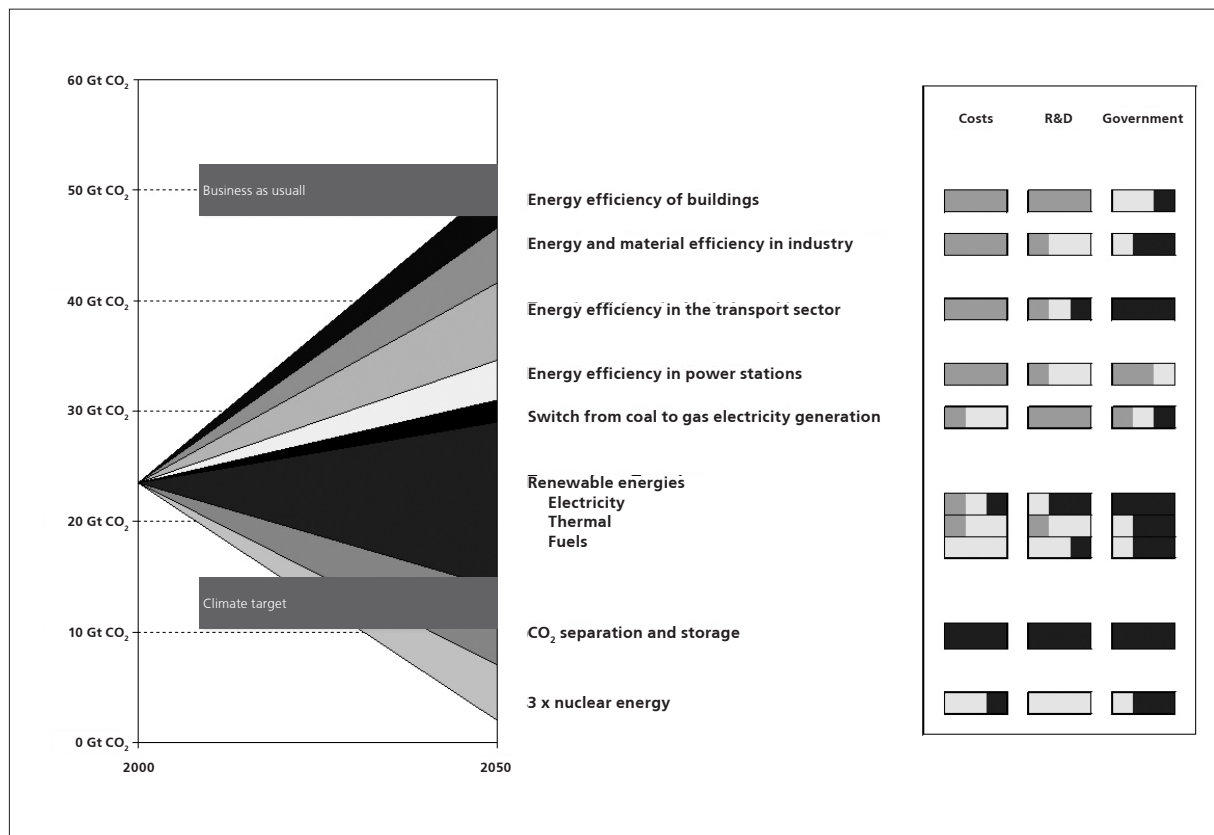 Costs R&D Government
60 Gt CO₂
50 Gt CO₂
Business as usuall
Energy efficiency of buildings
Energy and material efficiency in industry
40 Gt CO₂
Energy efficiency in the transport sector
Energy efficiency in power stations
30 Gt CO₂
Switch from coal to gas electricity generation
Renewable energies
Electricity
20 Gt CO₂
Thermal
Fuels
Climate target
10 Gt CO₂
CO₂ separation and storage
3 x nuclear energy
0 Gt CO₂
2000 2050